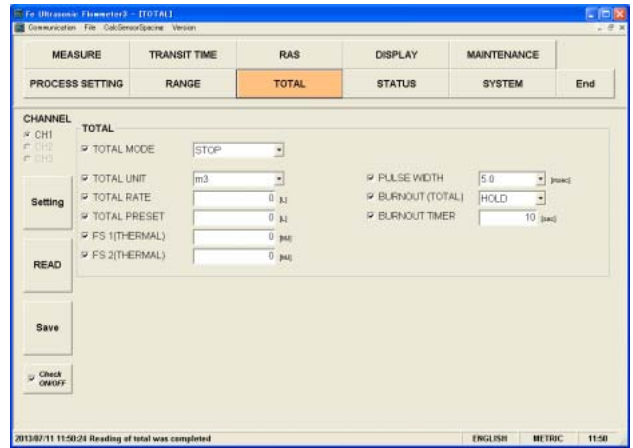 Fe Ultrasonic Flowmeter3 - [TOTAL]
Communication File CalcSensorSpacing Version
MEASURE TRANSIT TIME RAS DISPLAY MAINTENANCE
PROCESS SETTING RANGE TOTAL STATUS SYSTEM End
CHANNEL
CH1
CH2
CH3
TOTAL
TOTAL MODE STOP
TOTAL UNIT m3 PULSE WIDTH 5.0 [msec]
TOTAL RATE 0 [L] BURNOUT (TOTAL) HOLD
TOTAL PRESET 0 [L] BURNOUT TIMER 10 [sec]
FS 1(THERMAL) 0
FS 2(THERMAL) 0
Setting
READ
Save
Check
ON/OFF
2013/07/11 11:50:24 Reading of total was completed ENGLISH METRIC 11:50